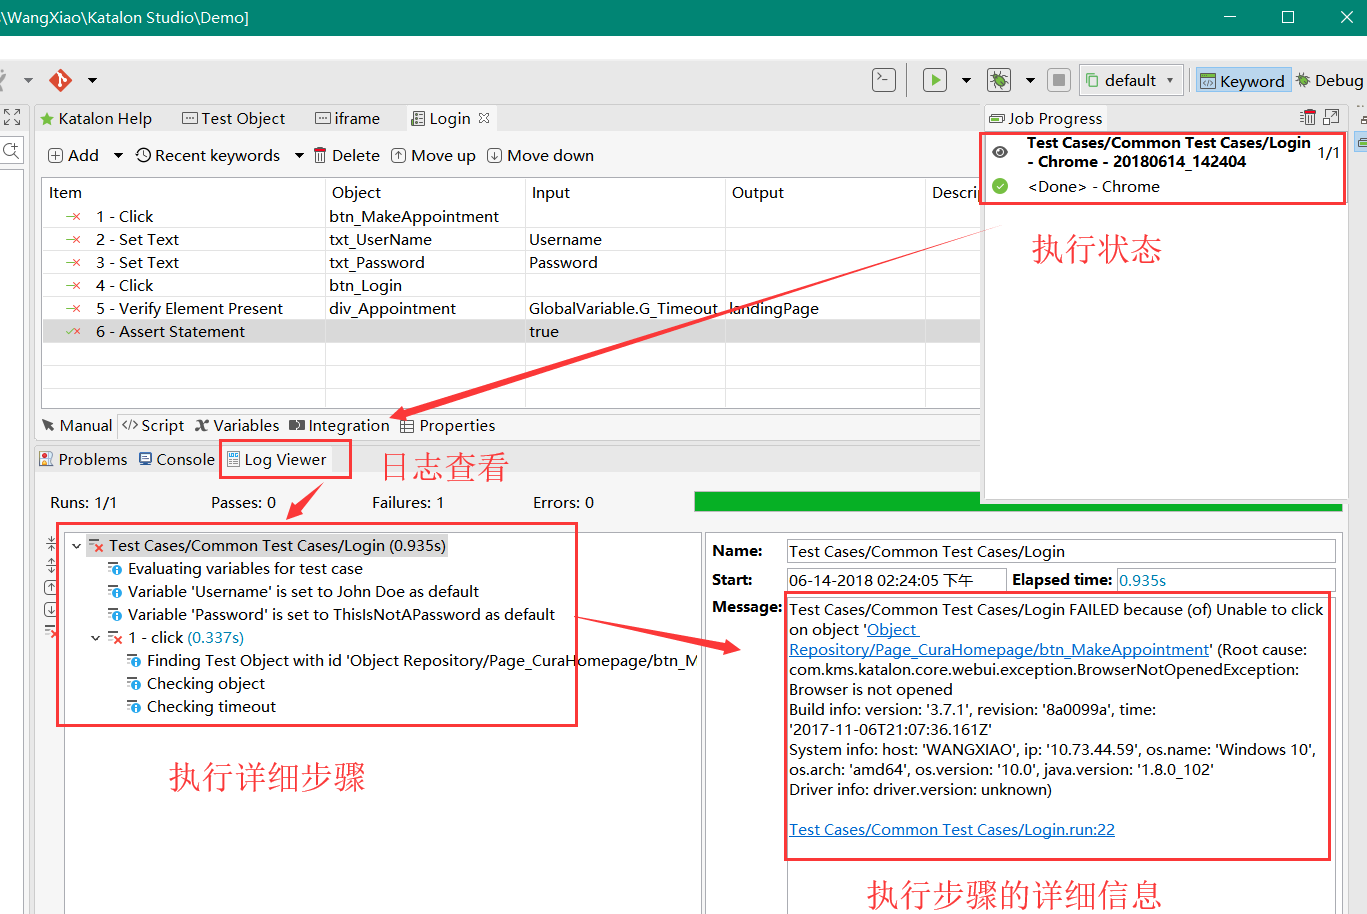 \WangXiao\Katalon Studio\Demo]
default
Keyword
Debug
Katalon Help
Test Object
iframe
Login
Job Progress
Add
Recent keywords
Delete
Move up
Move down
Test Cases/Common Test Cases/Login
- Chrome - 20180614_142404
1/1
<Done> - Chrome
执行状态
Item Object Input Output Descri
1 - Click btn_MakeAppointment
2 - Set Text txt_UserName Username
3 - Set Text txt_Password Password
4 - Click btn_Login
5 - Verify Element Present div_Appointment GlobalVariable.G_Timeout landingPage
6 - Assert Statement true
Manual
Script
Variables
Integration
Properties
Problems
Console
Log Viewer
日志查看
Runs: 1/1 Passes: 0 Failures: 1 Errors: 0
Test Cases/Common Test Cases/Login (0.935s)
Evaluating variables for test case
Variable 'Username' is set to John Doe as default
Variable 'Password' is set to ThisIsNotAPassword as default
1 - click (0.337s)
Finding Test Object with id 'Object Repository/Page_CuraHomepage/btn_M
Checking object
Checking timeout
执行详细步骤
Name: Test Cases/Common Test Cases/Login
Start: 06-14-2018 02:24:05 下午 Elapsed time: 0.935s
Message: Test Cases/Common Test Cases/Login FAILED because (of) Unable to click
on object 'Object
Repository/Page_CuraHomepage/btn_MakeAppointment' (Root cause:
com.kms.katalon.core.webui.exception.BrowserNotOpenedException:
Browser is not opened
Build info: version: '3.7.1', revision: '8a0099a', time:
'2017-11-06T21:07:36.161Z'
System info: host: 'WANGXIAO', ip: '10.73.44.59', os.name: 'Windows 10',
os.arch: 'amd64', os.version: '10.0', java.version: '1.8.0_102'
Driver info: driver.version: unknown)
Test Cases/Common Test Cases/Login.run:22
执行步骤的详细信息